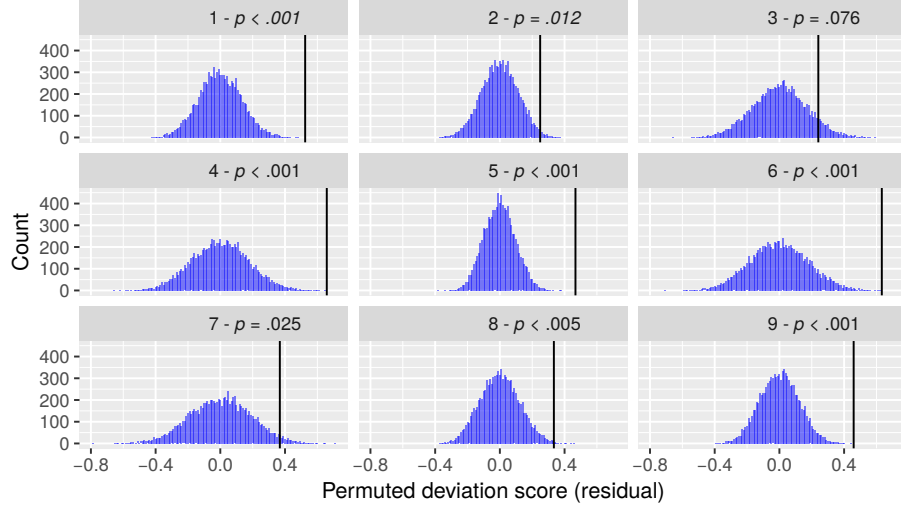 1 - p < .001
2 - p = .012
3 - p = .076
400
300
200
100
0
4 - p < .001
5 - p < .001
6 - p < .001
400
300
200
100
0
Count
7 - p = .025
8 - p < .005
9 - p < .001
400
300
200
100
0
−0.8 −0.4 0.0 0.4
−0.8 −0.4 0.0 0.4
−0.8 −0.4 0.0 0.4
Permuted deviation score (residual)